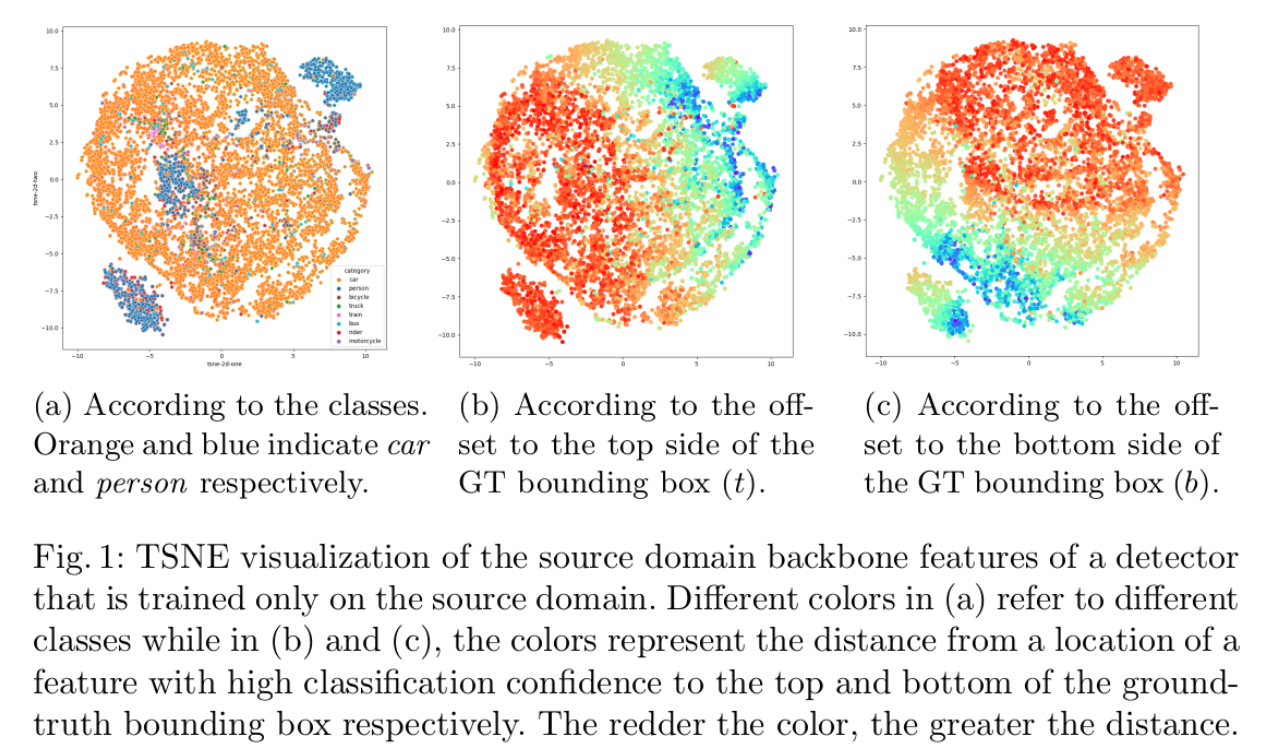 10.0
7.5
5.0
2.5
0.0
−2.5
−5.0
−7.5
−10.0
−10
−5
0
5
10
tsne-2d-two
tsne-2d-one
category
car
person
bicycle
truck
train
bus
rider
motorcycle
10.0
7.5
5.0
2.5
0.0
−2.5
−5.0
−7.5
−10.0
−10
−5
0
5
10
10.0
7.5
5.0
2.5
0.0
−2.5
−5.0
−7.5
−10.0
−10
−5
0
5
10
(a) According to the classes.
Orange and blue indicate car
and person respectively.
(b) According to the off-
set to the top side of the
GT bounding box (t).
(c) According to the off-
set to the bottom side of
the GT bounding box (b).
Fig. 1: TSNE visualization of the source domain backbone features of a detector
that is trained only on the source domain. Different colors in (a) refer to different
classes while in (b) and (c), the colors represent the distance from a location of a
feature with high classification confidence to the top and bottom of the ground-
truth bounding box respectively. The redder the color, the greater the distance.